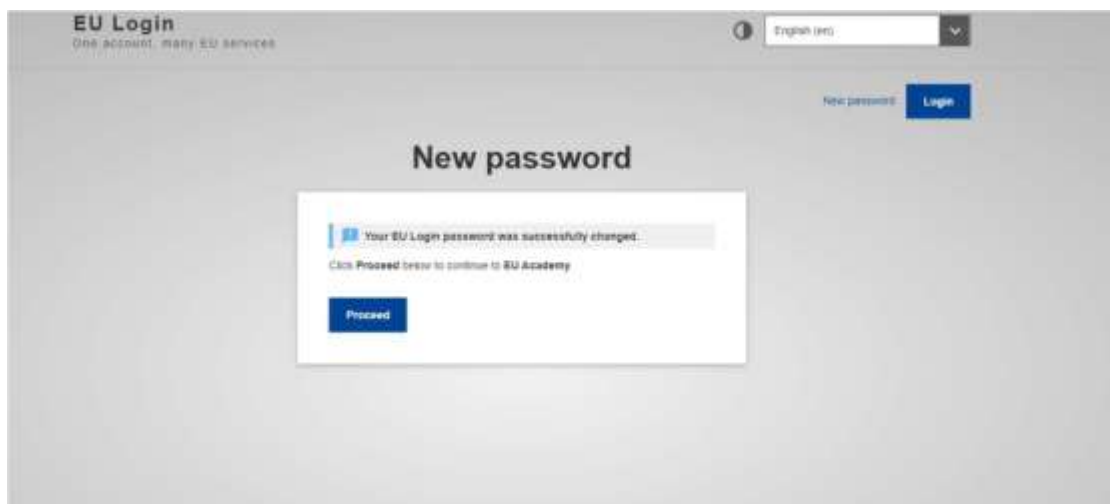 EU Login
One account, many EU services
English (en)
New password
Login
New password
Your EU Login password was successfully changed.
Click Proceed below to continue to EU Academy
Proceed